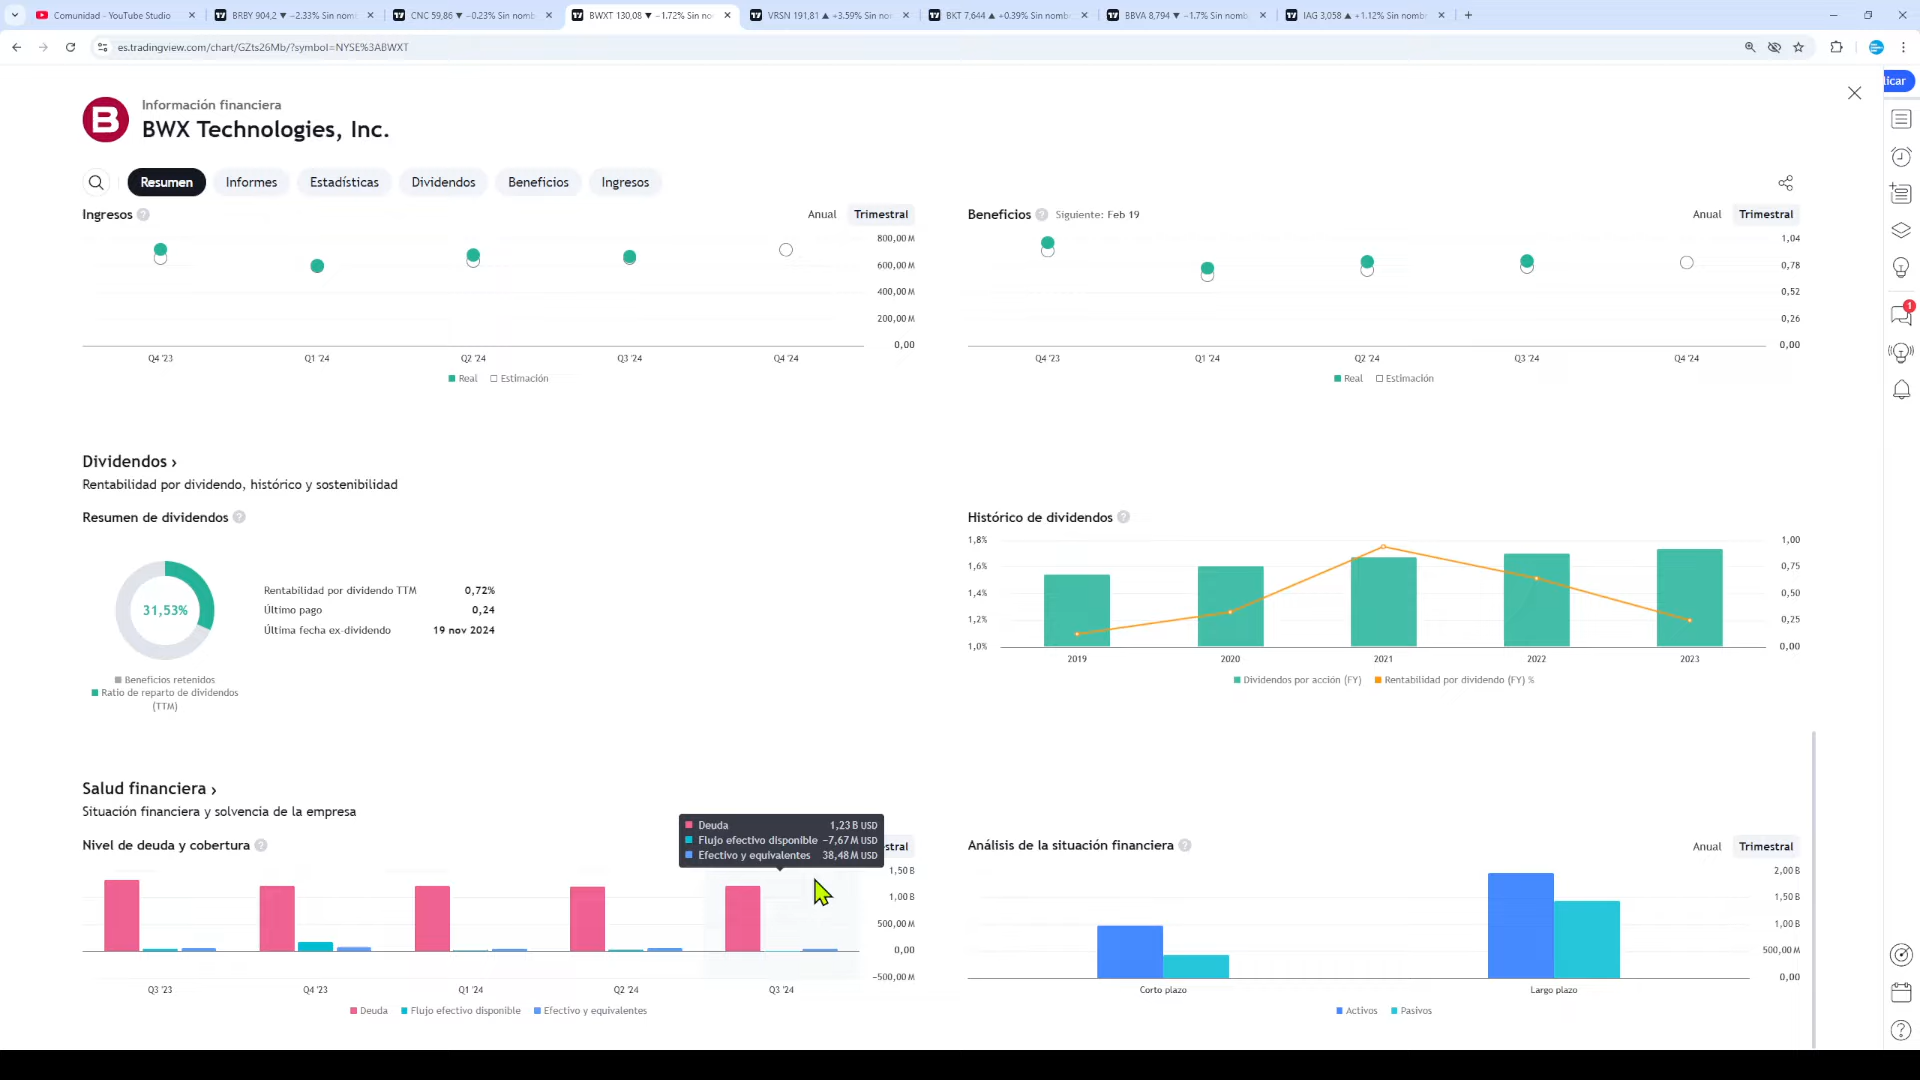 Comunidad - YouTube Studio
BRBY 904,2 ▼ −2.33% Sin nom
CNC 59,86 ▼ −0.23% Sin nomb
BWXT 130,08 ▼ −1.72% Sin nom
VRSN 191,81 ▲ +3.59% Sin nom
BKT 7,644 ▲ +0.39% Sin nomb
BBVA 8,794 ▼ −1.7% Sin nomb
IAG 3,058 ▲ +1.12% Sin nomb
es.tradingview.com/chart/GZts26Mb/?symbol=NYSE%3ABWXT
licar
B
Información financiera
BWX Technologies, Inc.
Resumen
Informes
Estadísticas
Dividendos
Beneficios
Ingresos
Ingresos ?
Anual
Trimestral
800,00 M
600,00 M
400,00 M
200,00 M
0,00
Q4 '23
Q1 '24
Q2 '24
Q3 '24
Q4 '24
Real
Estimación
Beneficios ? Siguiente: Feb 19
Anual
Trimestral
1,04
0,78
0,52
0,26
0,00
Q4 '23
Q1 '24
Q2 '24
Q3 '24
Q4 '24
Real
Estimación
1
Dividendos ›
Rentabilidad por dividendo, histórico y sostenibilidad
Resumen de dividendos ?
31,53%
Rentabilidad por dividendo TTM 0,72%
Último pago 0,24
Última fecha ex-dividendo 19 nov 2024
Beneficios retenidos
Ratio de reparto de dividendos
(TTM)
Histórico de dividendos ?
1,8%
1,6%
1,4%
1,2%
1,0%
1,00
0,75
0,50
0,25
0,00
2019
2020
2021
2022
2023
Dividendos por acción (FY)
Rentabilidad por dividendo (FY) %
Salud financiera ›
Situación financiera y solvencia de la empresa
Nivel de deuda y cobertura ?
Deuda 1,23 B USD
Flujo efectivo disponible −7,67 M USD
Efectivo y equivalentes 38,48 M USD
estral
1,50 B
1,00 B
500,00 M
0,00
−500,00 M
Q3 '23
Q4 '23
Q1 '24
Q2 '24
Q3 '24
Deuda
Flujo efectivo disponible
Efectivo y equivalentes
Análisis de la situación financiera ?
Anual
Trimestral
2,00 B
1,50 B
1,00 B
500,00 M
0,00
Corto plazo
Largo plazo
Activos
Pasivos